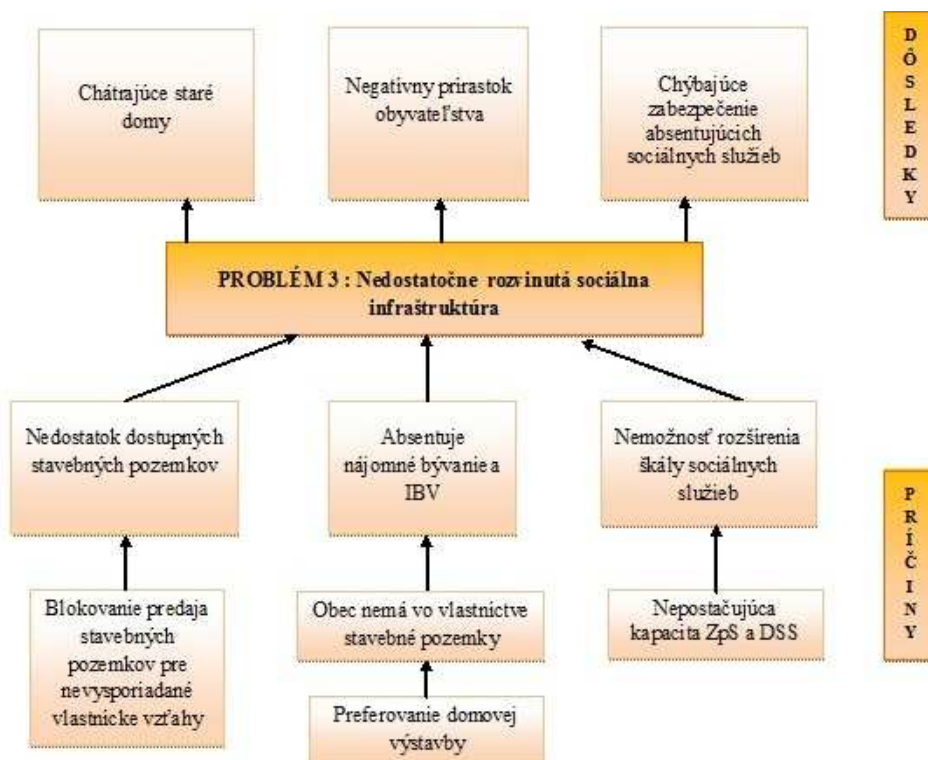 Chátrajúce staré
domy
Negatívny prirastok
obyvateľstva
Chýbajúce
zabezpečenie
absentujúcich
sociálnych služieb
D
Ô
S
L
E
D
K
Y
PROBLÉM 3 : Nedostatočne rozvinutá sociálna
infraštruktúra
Nedostatok dostupných
stavebných pozemkov
Absentuje
nájomné bývanie a
IBV
Nemožnosť rozšírenia
škály sociálnych
služieb
P
R
Í
Č
I
N
Y
Blokovanie predaja
stavebných
pozemkov pre
nevysporiadané
vlastnicke vzťahy
Obec nemá vo vlastníctve
stavebné pozemky
Nepostačujúca
kapacita ZpS a DSS
Preferovanie domovej
výstavby